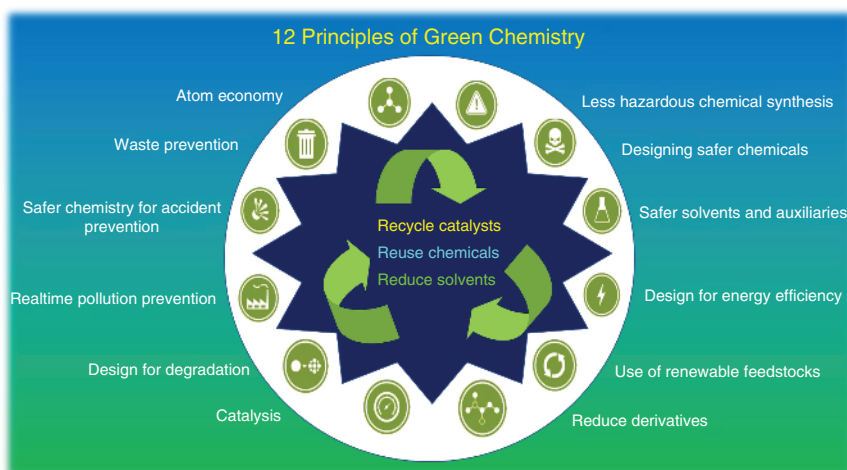 12 Principles of Green Chemistry
Atom economy
Less hazardous chemical synthesis
Waste prevention
Designing safer chemicals
Safer chemistry for accident
prevention
Safer solvents and auxiliaries
Recycle catalysts
Reuse chemicals
Reduce solvents
Realtime pollution prevention
Design for energy efficiency
Design for degradation
Use of renewable feedstocks
Catalysis
Reduce derivatives